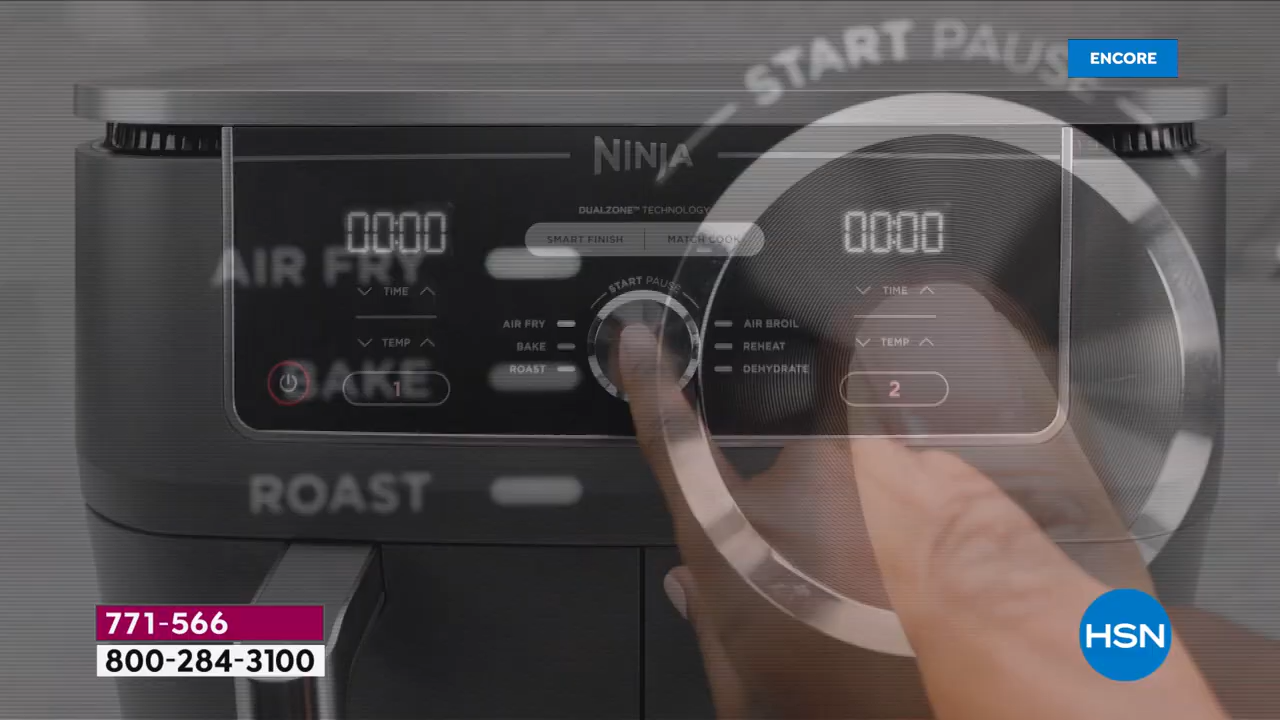 START PAUSE
ENCORE
NINJA
DUALZONE™ TECHNOLOGY
SMART FINISH
MATCH COOK
00:00
00:00
AIR FRY
TIME
TIME
START PAUSE
AIR FRY
AIR BROIL
BAKE
REHEAT
ROAST
DEHYDRATE
TEMP
TEMP
BAKE
1
2
ROAST
771-566
800-284-3100
HSN